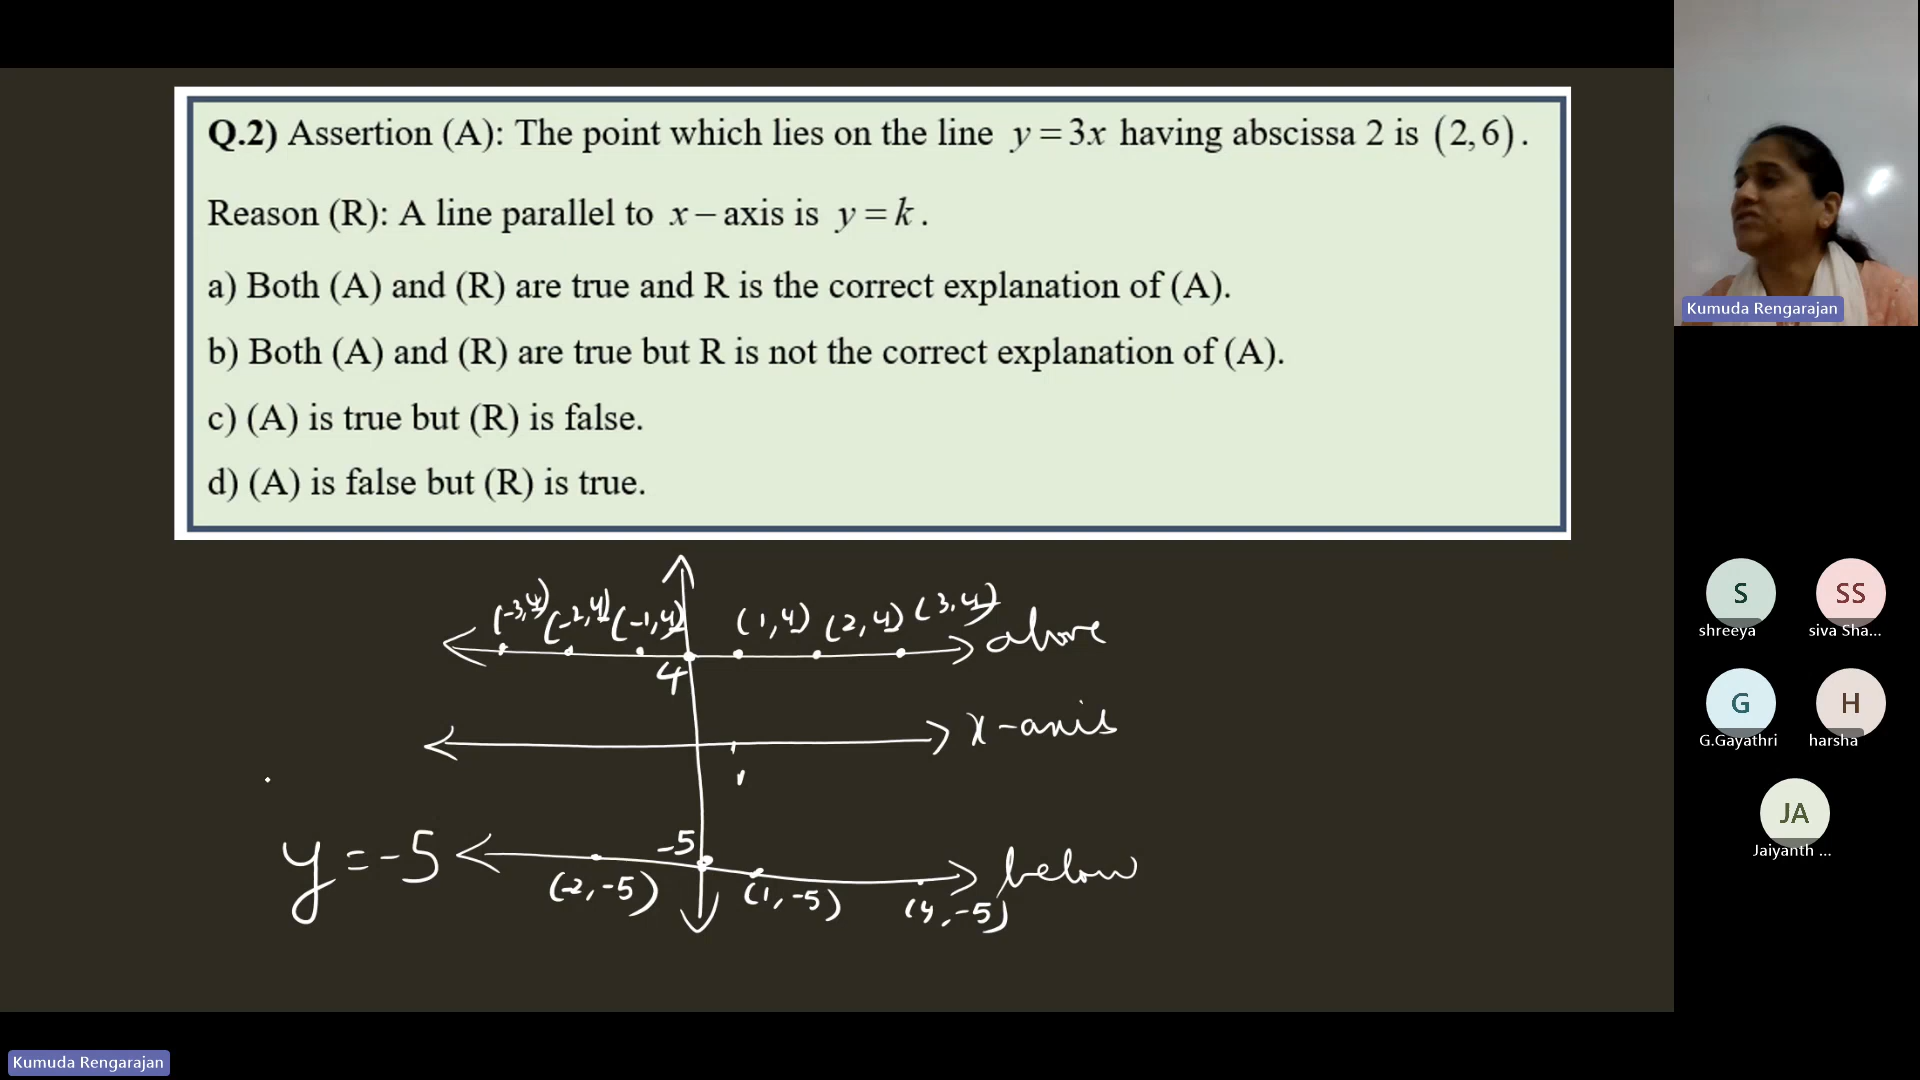 Q.2) Assertion (A): The point which lies on the line y = 3x having abscissa 2 is (2,6).
Reason (R): A line parallel to x – axis is y = k.
a) Both (A) and (R) are true and R is the correct explanation of (A).
b) Both (A) and (R) are true but R is not the correct explanation of (A).
c) (A) is true but (R) is false.
d) (A) is false but (R) is true.
(-3,4) (-2,4) (-1,4) (1,4) (2,4) (3,4) above
4
x-axis
1
y = -5 -5 below
(-2,-5) (1,-5) (4,-5)
Kumuda Rengarajan
S SS
shreeya siva Sha...
G H
G.Gayathri harsha
JA
Jaiyanth ...
Kumuda Rengarajan